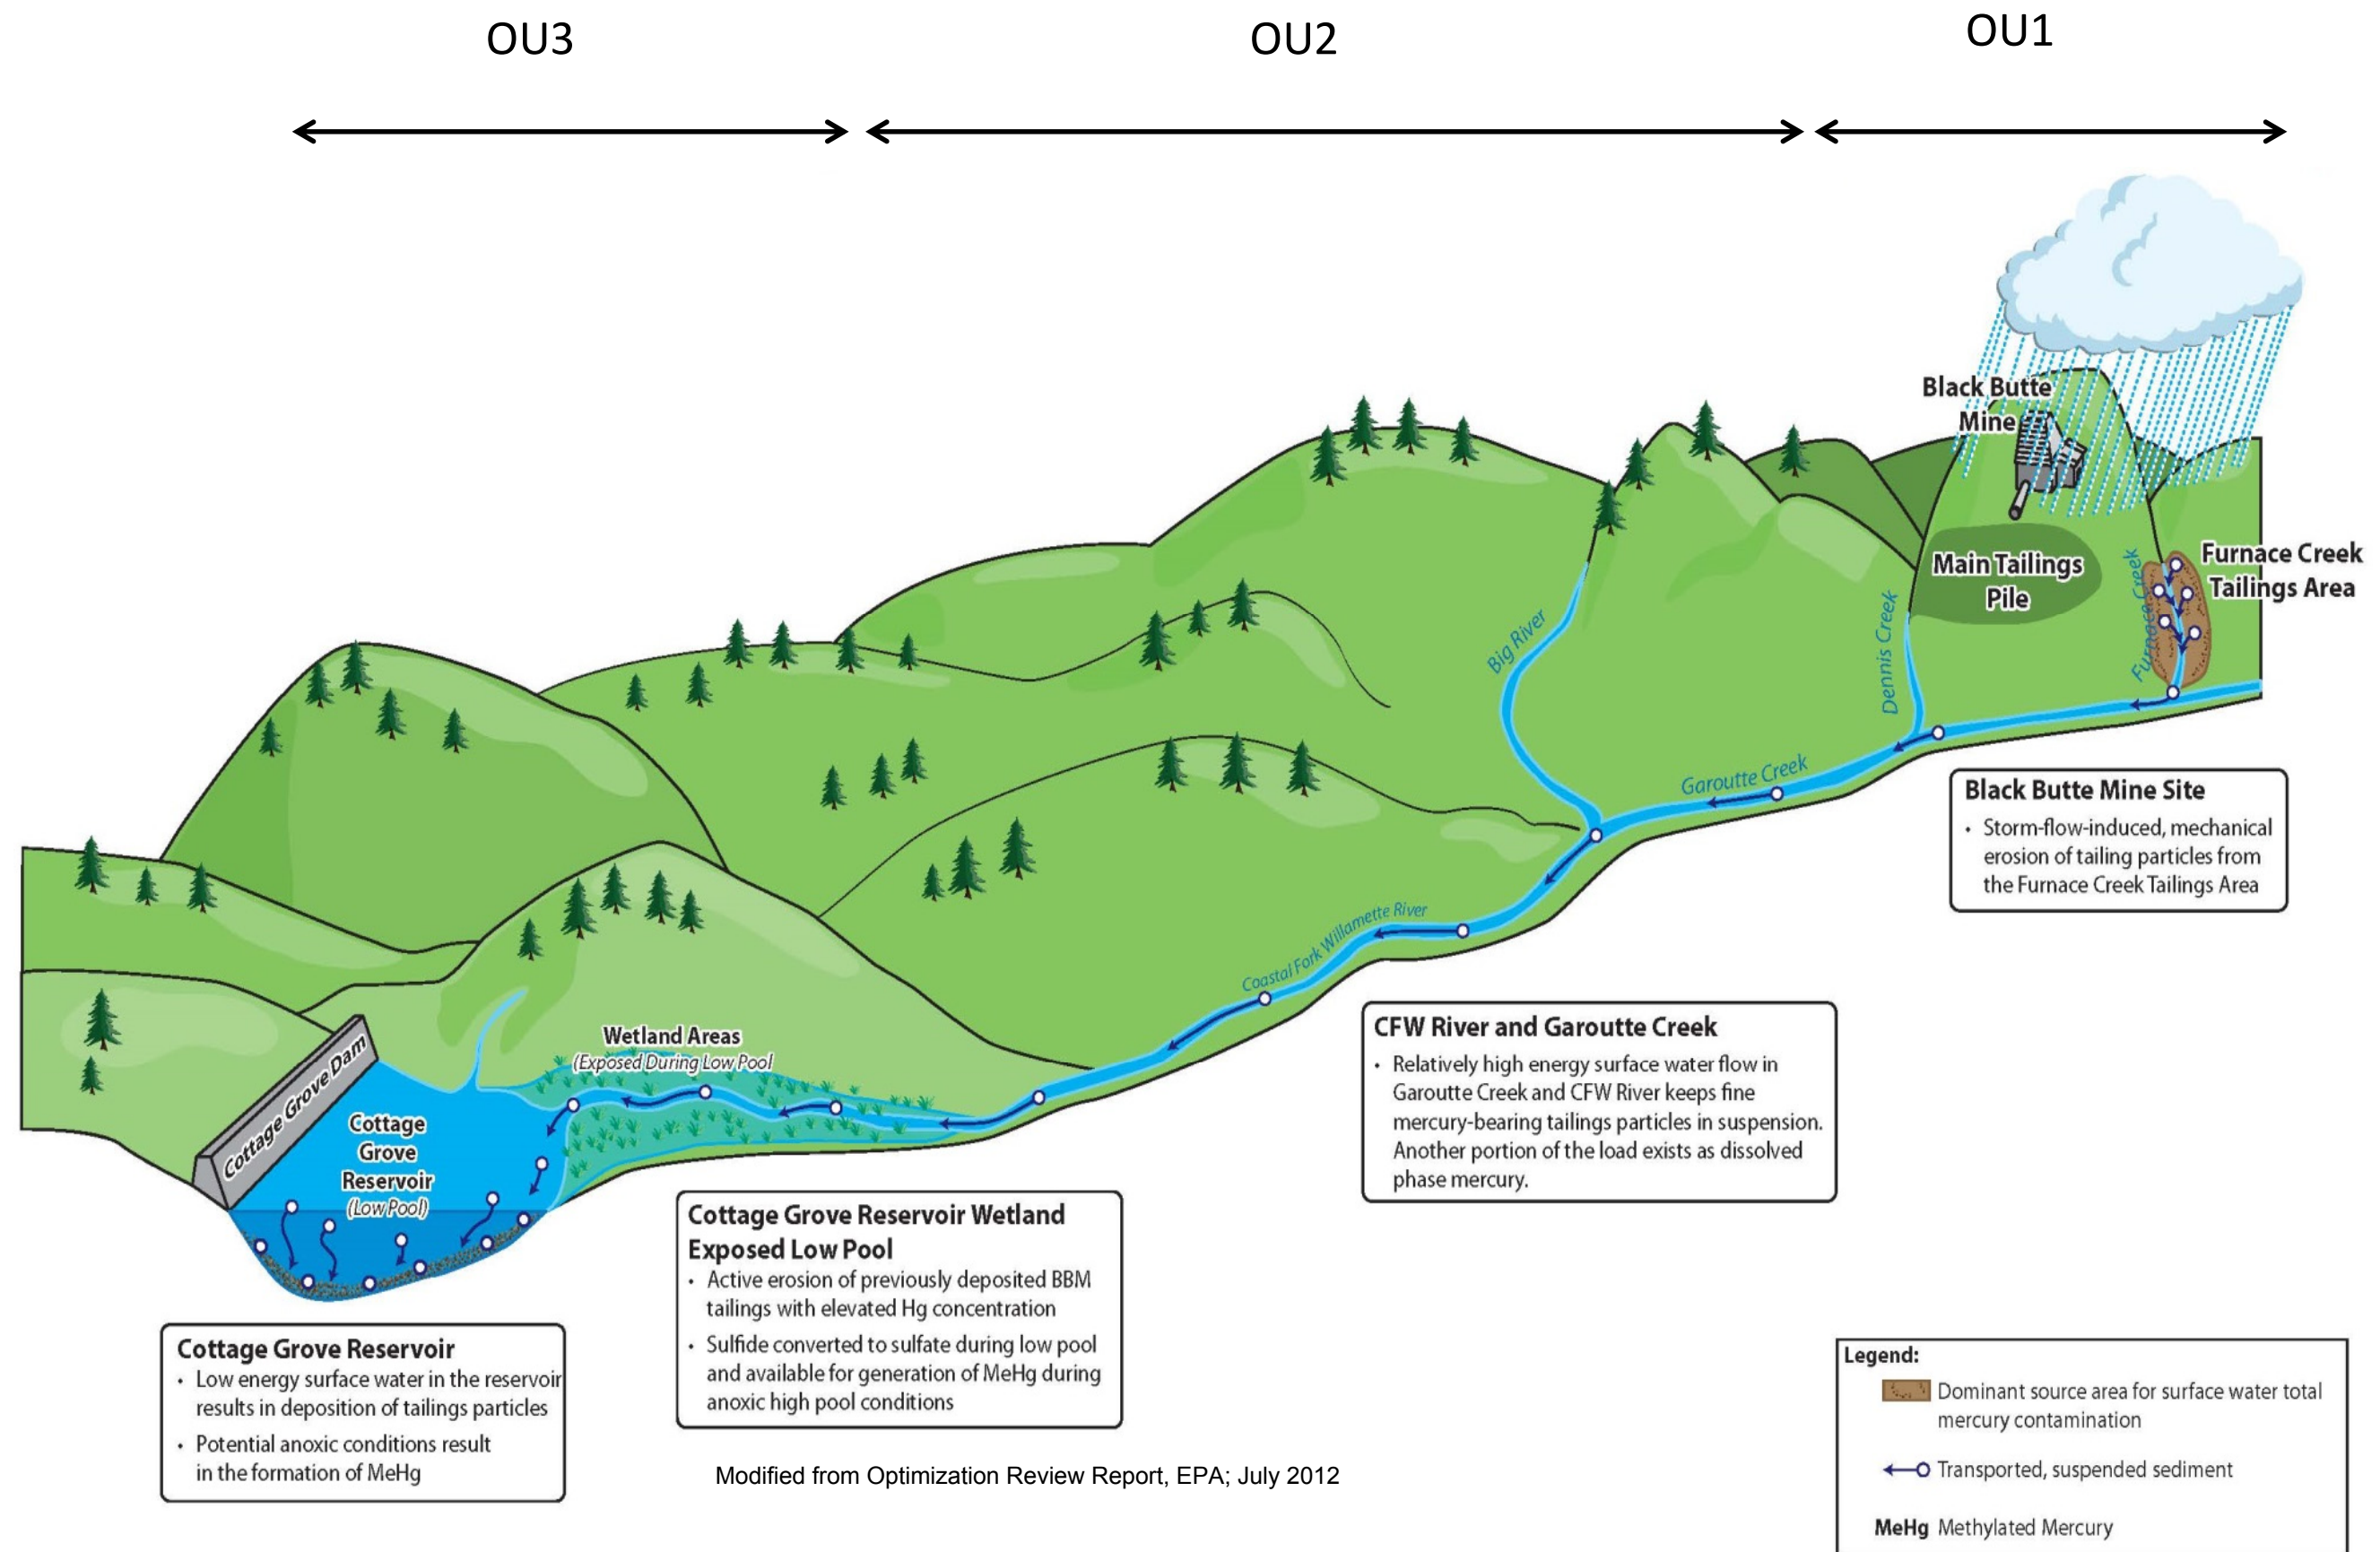 OU3
OU2
OU1
Black Butte
Mine
Main Tailings
Pile
Furnace Creek
Furnace Creek
Tailings Area
Dennis Creek
Big River
Garoutte Creek
Coastal Fork Willamette River
Black Butte Mine Site
• Storm-flow-induced, mechanical
erosion of tailing particles from
the Furnace Creek Tailings Area
CFW River and Garoutte Creek
• Relatively high energy surface water flow in
Garoutte Creek and CFW River keeps fine
mercury-bearing tailings particles in suspension.
Another portion of the load exists as dissolved
phase mercury.
Wetland Areas
(Exposed During Low Pool
Cottage Grove Dam
Cottage
Grove
Reservoir
(Low Pool)
Cottage Grove Reservoir Wetland
Exposed Low Pool
• Active erosion of previously deposited BBM
tailings with elevated Hg concentration
• Sulfide converted to sulfate during low pool
and available for generation of MeHg during
anoxic high pool conditions
Cottage Grove Reservoir
• Low energy surface water in the reservoir
results in deposition of tailings particles
• Potential anoxic conditions result
in the formation of MeHg
Modified from Optimization Review Report, EPA; July 2012
Legend:
Dominant source area for surface water total
mercury contamination
Transported, suspended sediment
MeHg Methylated Mercury